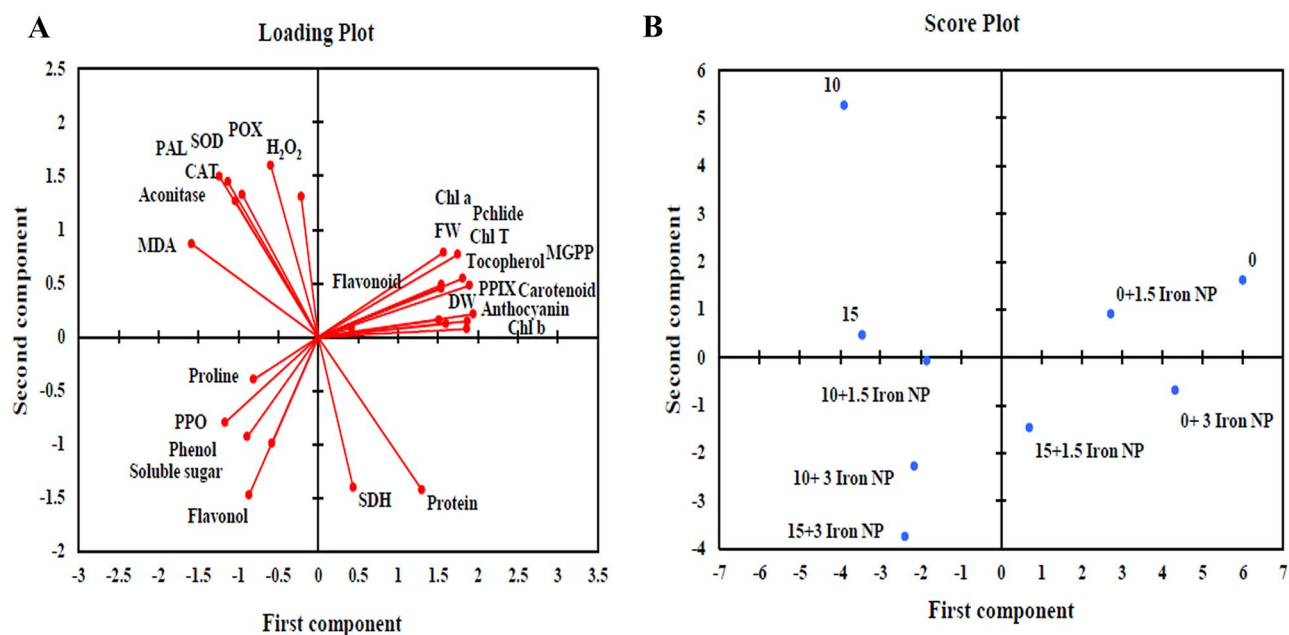 A
Loading Plot
2.5
2
1.5
1
0.5
0
-0.5
-1
-1.5
-2
-3 -2.5 -2 -1.5 -1 -0.5 0 0.5 1 1.5 2 2.5 3 3.5
Second component
First component
POX
SOD
PAL
H2O2
CAT
Aconitase
MDA
Chl a
Pchlide
FW
Chl T
MGPP
Tocopherol
Flavonoid
PPIX Carotenoid
DW
Anthocyanin
Chl b
Proline
PPO
Phenol
Soluble sugar
Flavonol
SDH
Protein
B
Score Plot
6
5
4
3
2
1
0
-1
-2
-3
-4
-7 -6 -5 -4 -3 -2 -1 0 1 2 3 4 5 6 7
Second component
First component
10
0
0+1.5 Iron NP
15
10+1.5 Iron NP
0+ 3 Iron NP
15+1.5 Iron NP
10+ 3 Iron NP
15+3 Iron NP